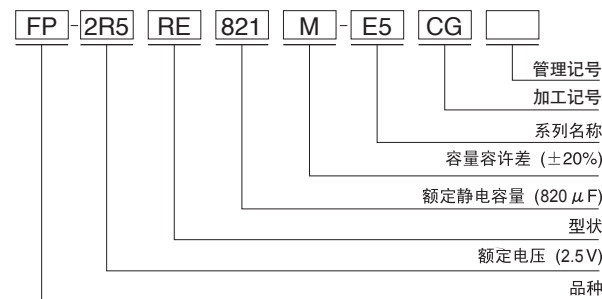 FP-2R5 RE 821 M-E5 CG
管理记号
加工记号
系列名称
容量容许差 (±20%)
额定静电容量 (820 μF)
型状
额定电压 (2.5V)
品种